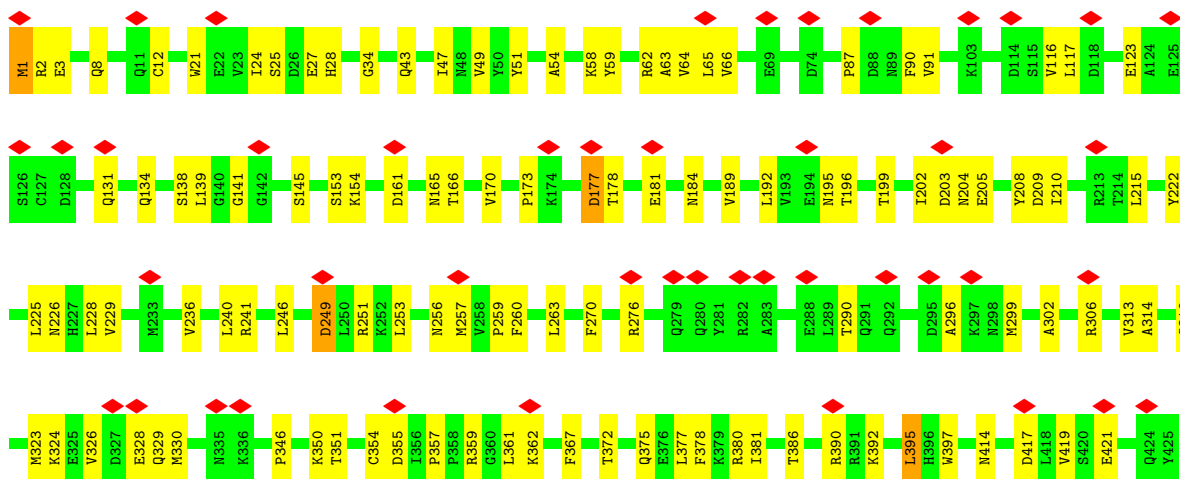 M1 R2 E3 Q8 Q11 C12 W21 E22 V23 I24 S25 D26 E27 H28 G34 Q43 I47 N48 V49 Y50 Y51 A54 K58 Y59 R62 A63 V64 L65 V66 E69 D74 P87 D88 N89 F90 V91 K103 D114 S115 V116 L117 D118 E123 A124 E125
S126 C127 D128 Q131 Q134 S138 L139 G140 G141 G142 S145 S153 K154 D161 N165 T166 V170 P173 K174 D177 T178 E181 N184 V189 L192 V193 E194 N195 T196 T199 I202 D203 N204 E205 Y208 D209 I210 R213 T214 L215 Y222
L225 N226 H227 L228 V229 M233 V236 L240 R241 L246 D249 L250 R251 K252 L253 N256 M257 V258 P259 F260 L263 F270 R276 Q279 Q280 Y281 R282 A283 E288 L289 T290 Q291 Q292 D295 A296 K297 N298 M299 A302 R306 V313 A314
M323 K324 E325 V326 D327 E328 Q329 M330 N335 K336 P346 K350 T351 C354 D355 I356 P357 P358 R359 G360 L361 K362 F367 T372 Q375 E376 L377 F378 K379 R380 I381 T386 R390 R391 K392 L395 H396 W397 N414 D417 L418 V419 S420 E421 Q424 Y425